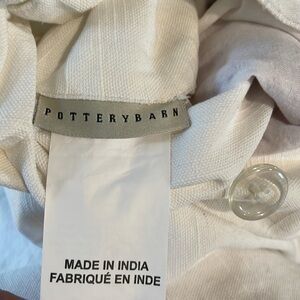 POTTERYBARN
MADE IN INDIA
FABRIQUÉ EN INDE